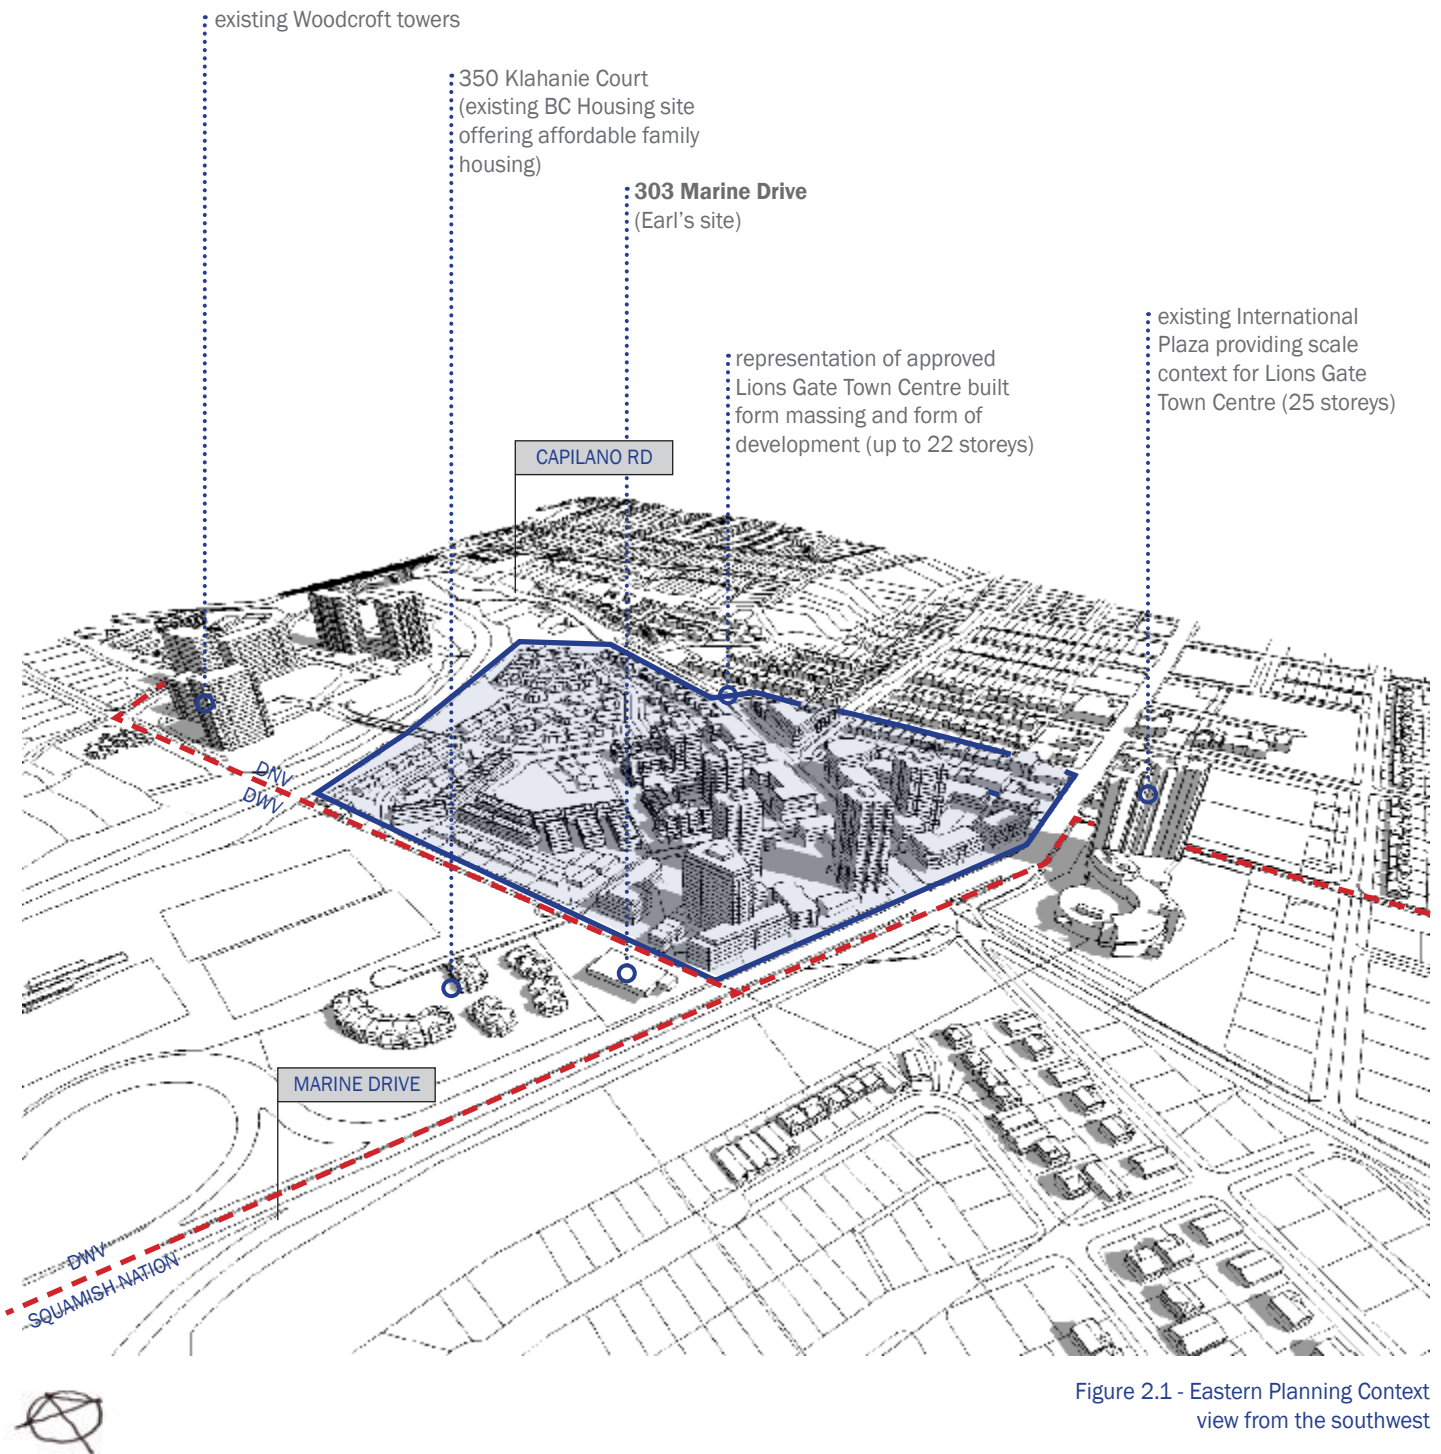 existing Woodcroft towers
350 Klahanie Court
(existing BC Housing site
offering affordable family
housing)
303 Marine Drive
(Earl's site)
existing International
Plaza providing scale
context for Lions Gate
Town Centre (25 storeys)
representation of approved
Lions Gate Town Centre built
form massing and form of
development (up to 22 storeys)
CAPILANO RD
DNV
DWV
MARINE DRIVE
DWV
SQUAMISH NATION
Figure 2.1 - Eastern Planning Context
view from the southwest